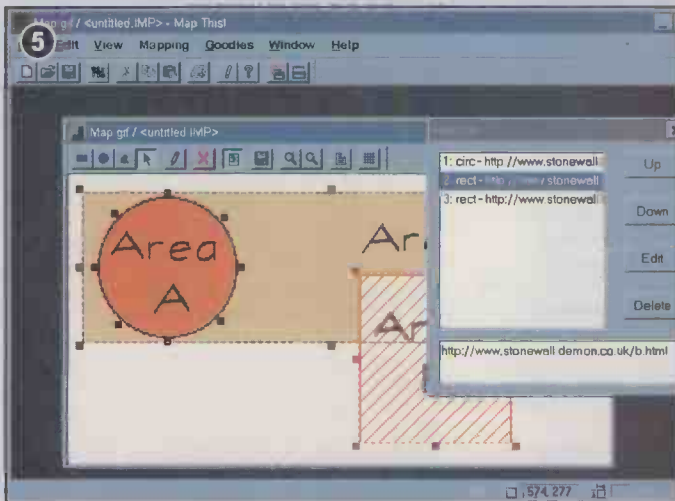 Map.gif / <untitled.IMP> - Map This!
5
Edit View Mapping Goodies Window Help
Map.gif / <untitled.IMP>
1: circ - http://www.stonewall
2: rect - http://www.stonewall
3: rect - http://www.stonewall
Up
Down
Edit
Delete
http://www.stonewall.demon.co.uk/b.html
Area
A
Ar
Ar
574, 277